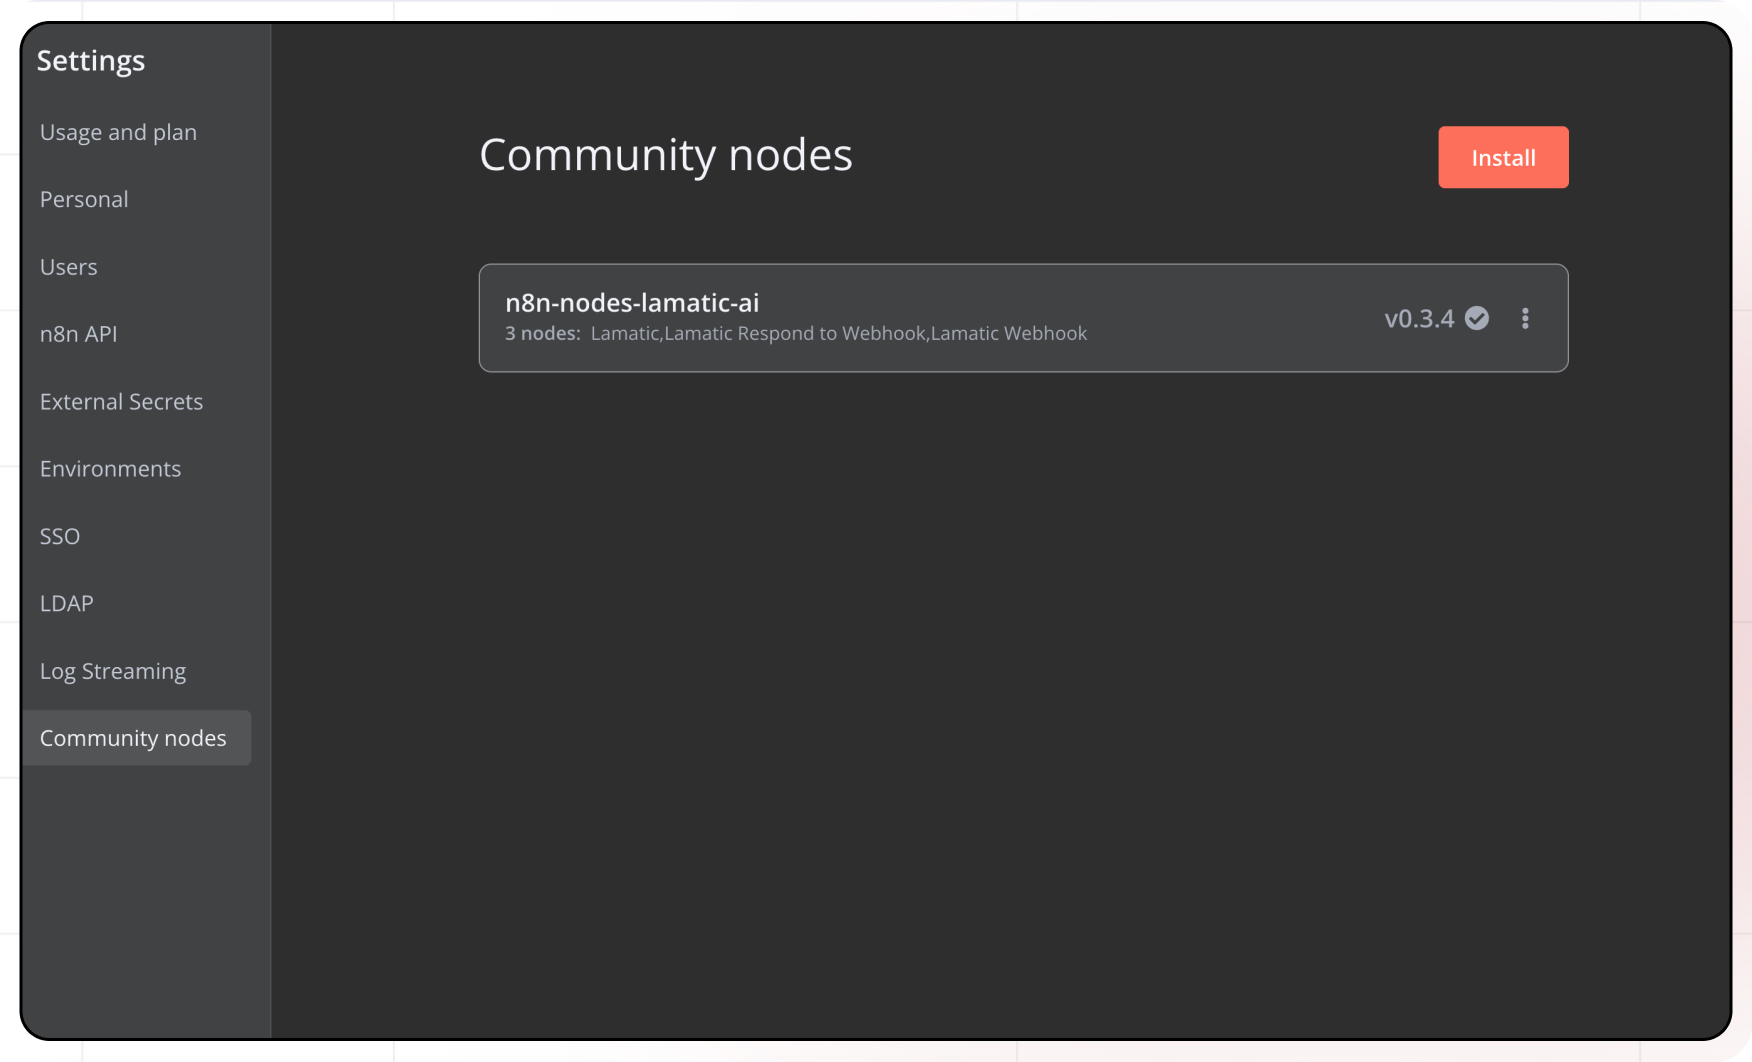 Settings
Usage and plan
Personal
Users
n8n API
External Secrets
Environments
SSO
LDAP
Log Streaming
Community nodes
Community nodes
Install
n8n-nodes-lamatic-ai
3 nodes: Lamatic,Lamatic Respond to Webhook,Lamatic Webhook
v0.3.4